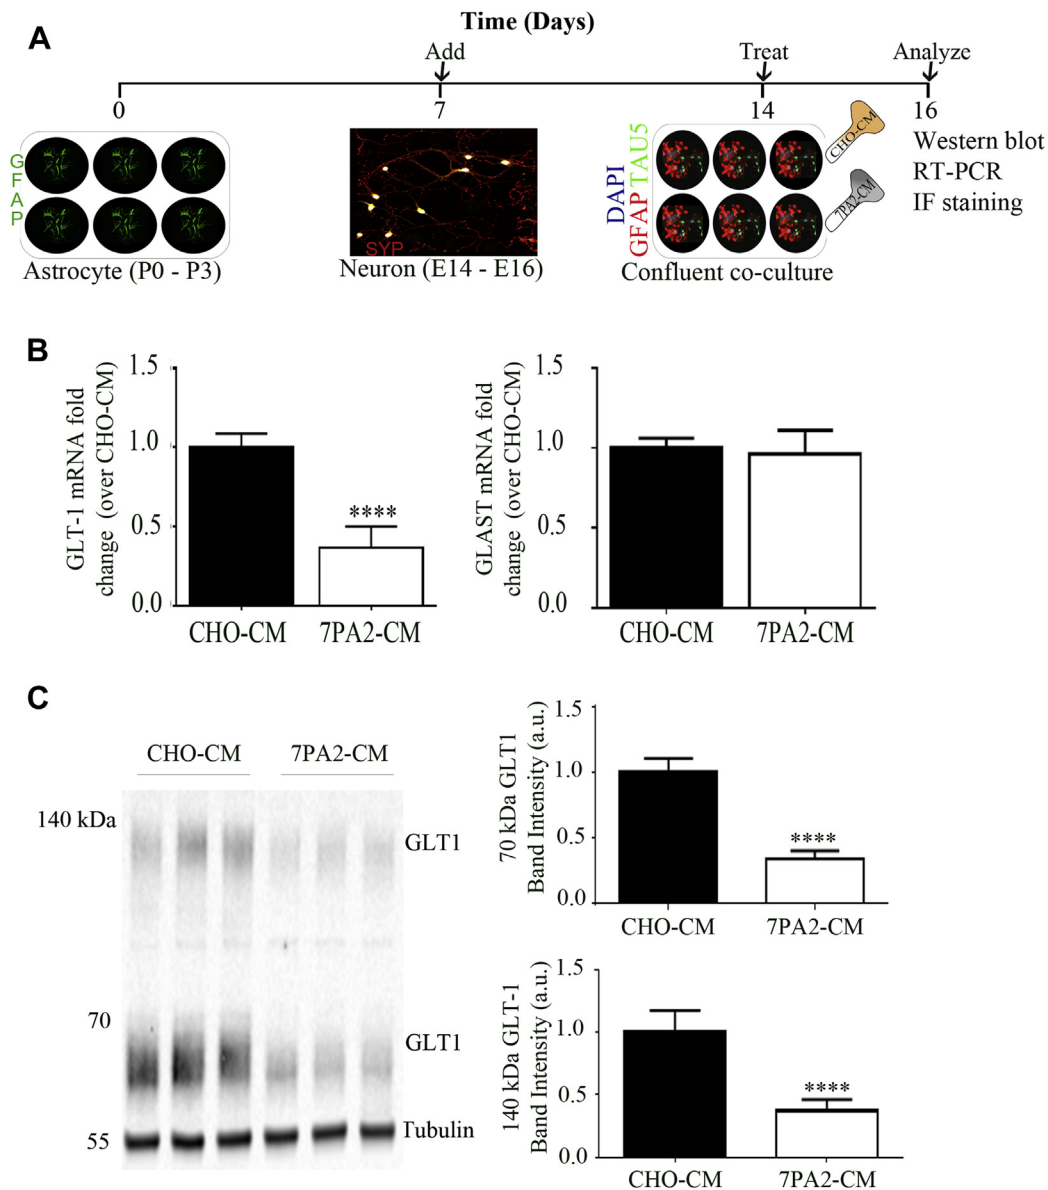 A
Time (Days)
Add
Treat
Analyze
0
7
14
16
GFAP
SYP
DAPI
GFAP TAU5
CHO-CM
7PA2-CM
Western blot
RT-PCR
IF staining
Astrocyte (P0 - P3)
Neuron (E14 - E16)
Confluent co-culture
B
GLT-1 mRNA fold
change (over CHO-CM)
1.5
1.0
0.5
0.0
****
CHO-CM
7PA2-CM
GLAST mRNA fold
change (over CHO-CM)
1.5
1.0
0.5
0.0
CHO-CM
7PA2-CM
C
CHO-CM
7PA2-CM
140 kDa
GLT1
70
GLT1
55
Tubulin
70 kDa GLT1
Band Intensity (a.u.)
1.5
1.0
0.5
0.0
****
CHO-CM
7PA2-CM
140 kDa GLT-1
Band Intensity (a.u.)
1.5
1.0
0.5
0.0
****
CHO-CM
7PA2-CM